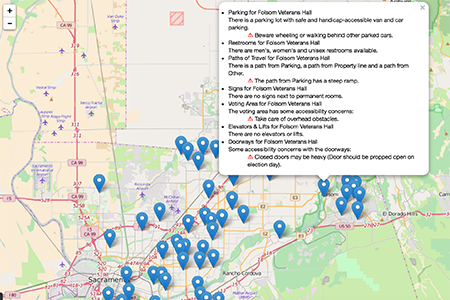 +
−
×
Parking for Folsom Veterans Hall
There is a parking lot with safe and handicap-accessible van and car
parking.
Beware wheeling or walking behind other parked cars.
Restrooms for Folsom Veterans Hall
There are men's, women's and unisex restrooms available.
Paths of Travel for Folsom Veterans Hall
There is a path from Parking, a path from Property line and a path from
Other.
The path from Parking has a steep ramp.
Signs for Folsom Veterans Hall
There are no signs next to permanent rooms.
Voting Area for Folsom Veterans Hall
The voting area has some accessibility concerns:
Take care of overhead obstacles.
Elevators & Lifts for Folsom Veterans Hall
There are no elevators or lifts.
Doorways for Folsom Veterans Hall
Some accessibility concerns with the doorways:
Closed doors may be heavy (Door should be propped open on
election day).
CA 99
CA 99
El Dorado Hills
US 50
Rancho Cordova
Sacramento